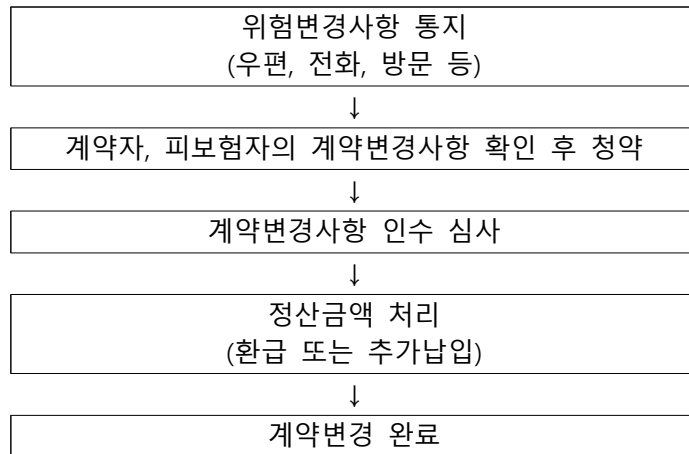 위험변경사항 통지
(우편, 전화, 방문 등)
↓
계약자, 피보험자의 계약변경사항 확인 후 청약
↓
계약변경사항 인수 심사
↓
정산금액 처리
(환급 또는 추가납입)
↓
계약변경 완료